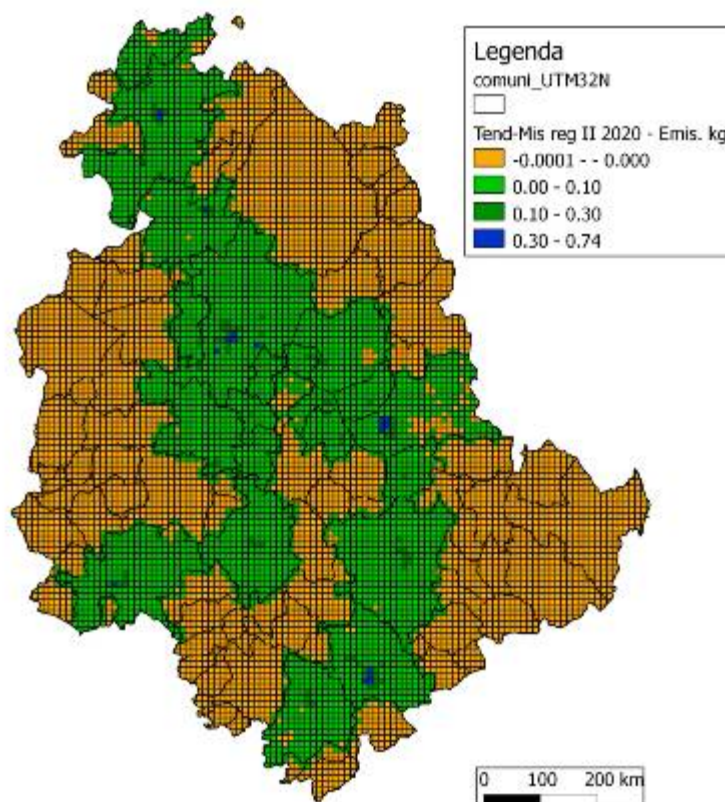 Legenda
comuni_UTM32N
Tend-Mis reg II 2020 - Emis. kg
-0.0001 - - 0.000
0.00 - 0.10
0.10 - 0.30
0.30 - 0.74
0 100 200 km